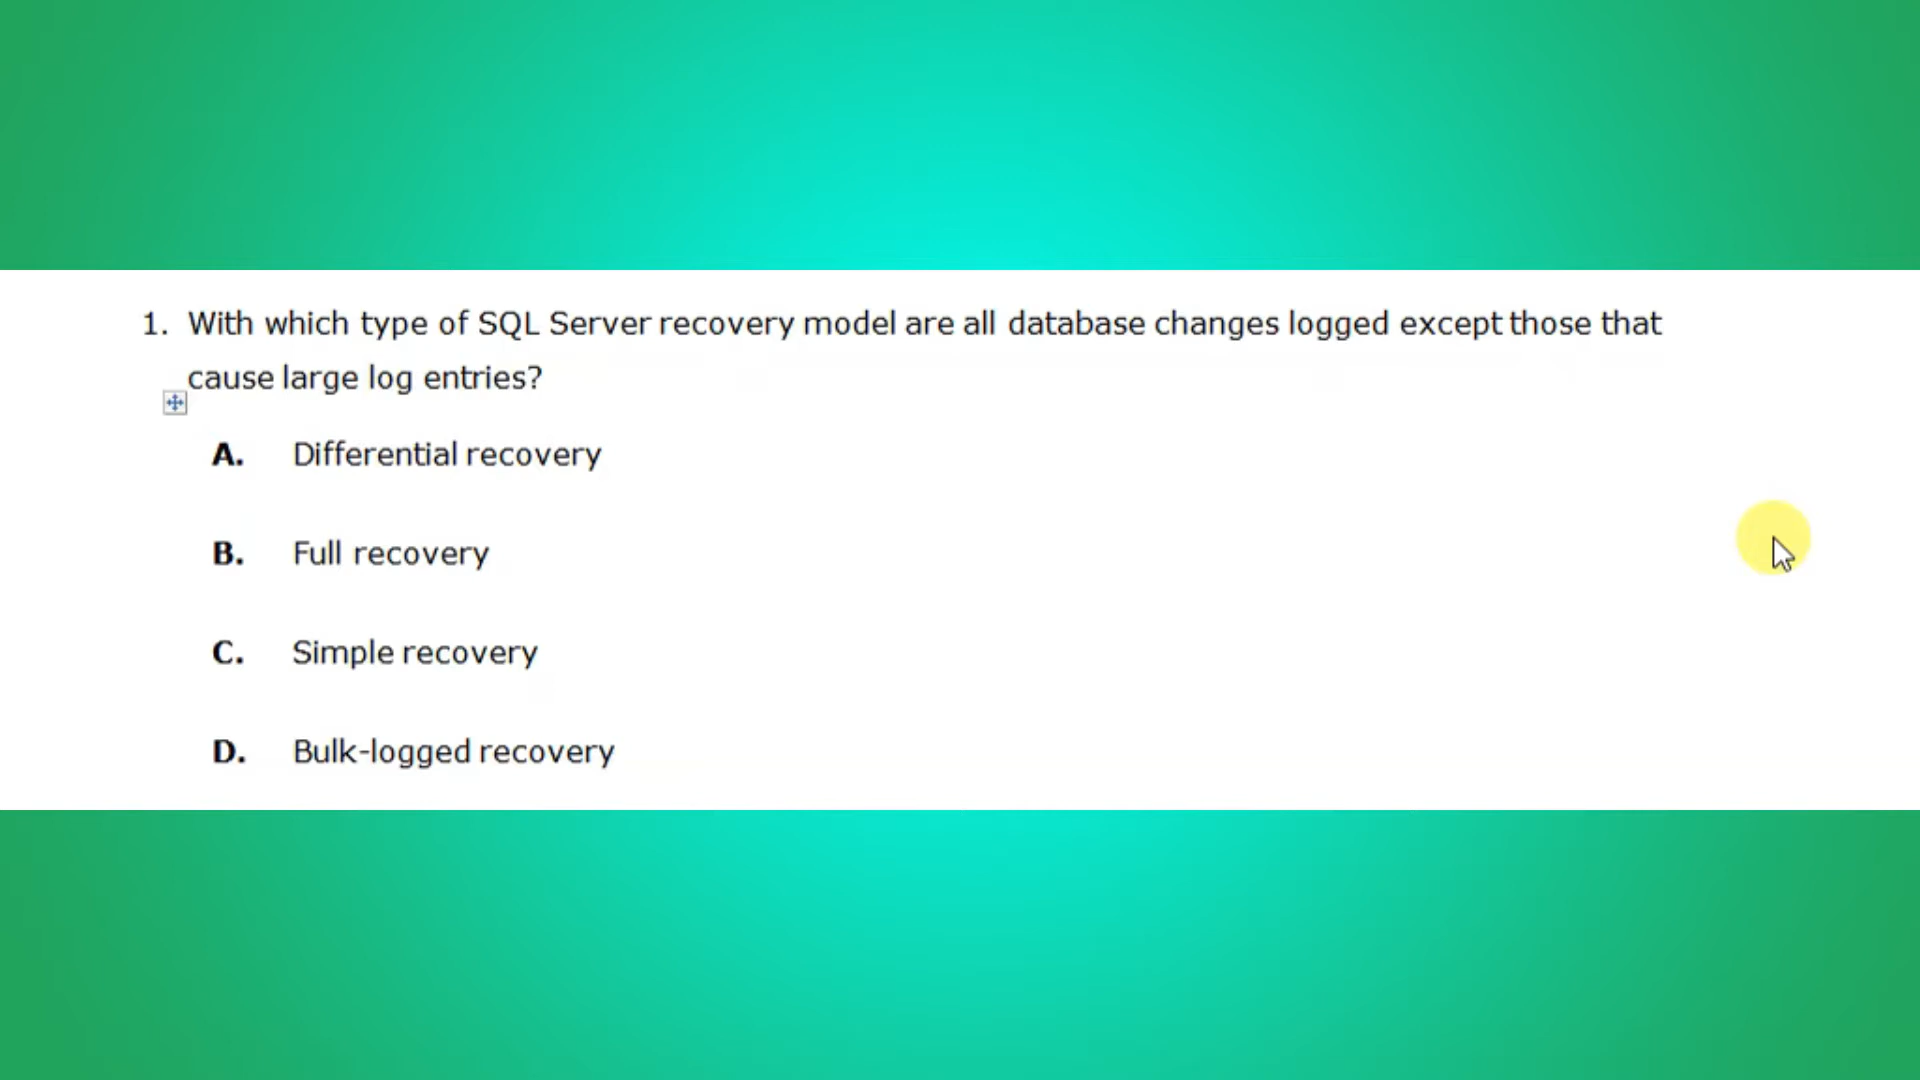 1. With which type of SQL Server recovery model are all database changes logged except those that
cause large log entries?
A. Differential recovery
B. Full recovery
C. Simple recovery
D. Bulk-logged recovery